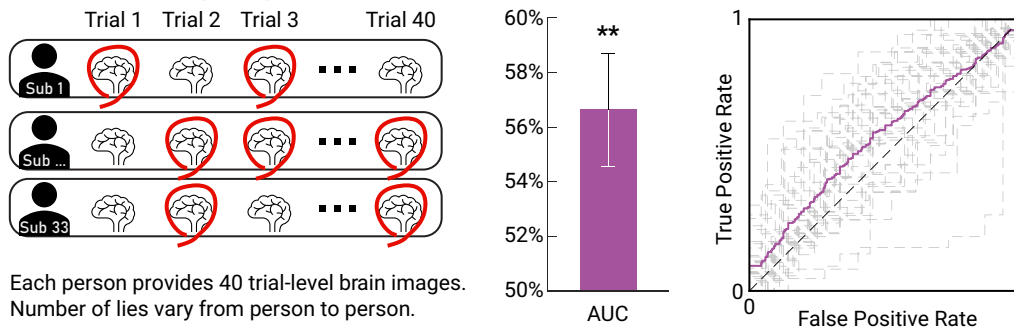 Trial 1 Trial 2 Trial 3 Trial 40
Sub 1
Sub ...
Sub 33
Each person provides 40 trial-level brain images.
Number of lies vary from person to person.
60%
58%
56%
54%
52%
50%
**
AUC
1
True Positive Rate
0
0 1
False Positive Rate